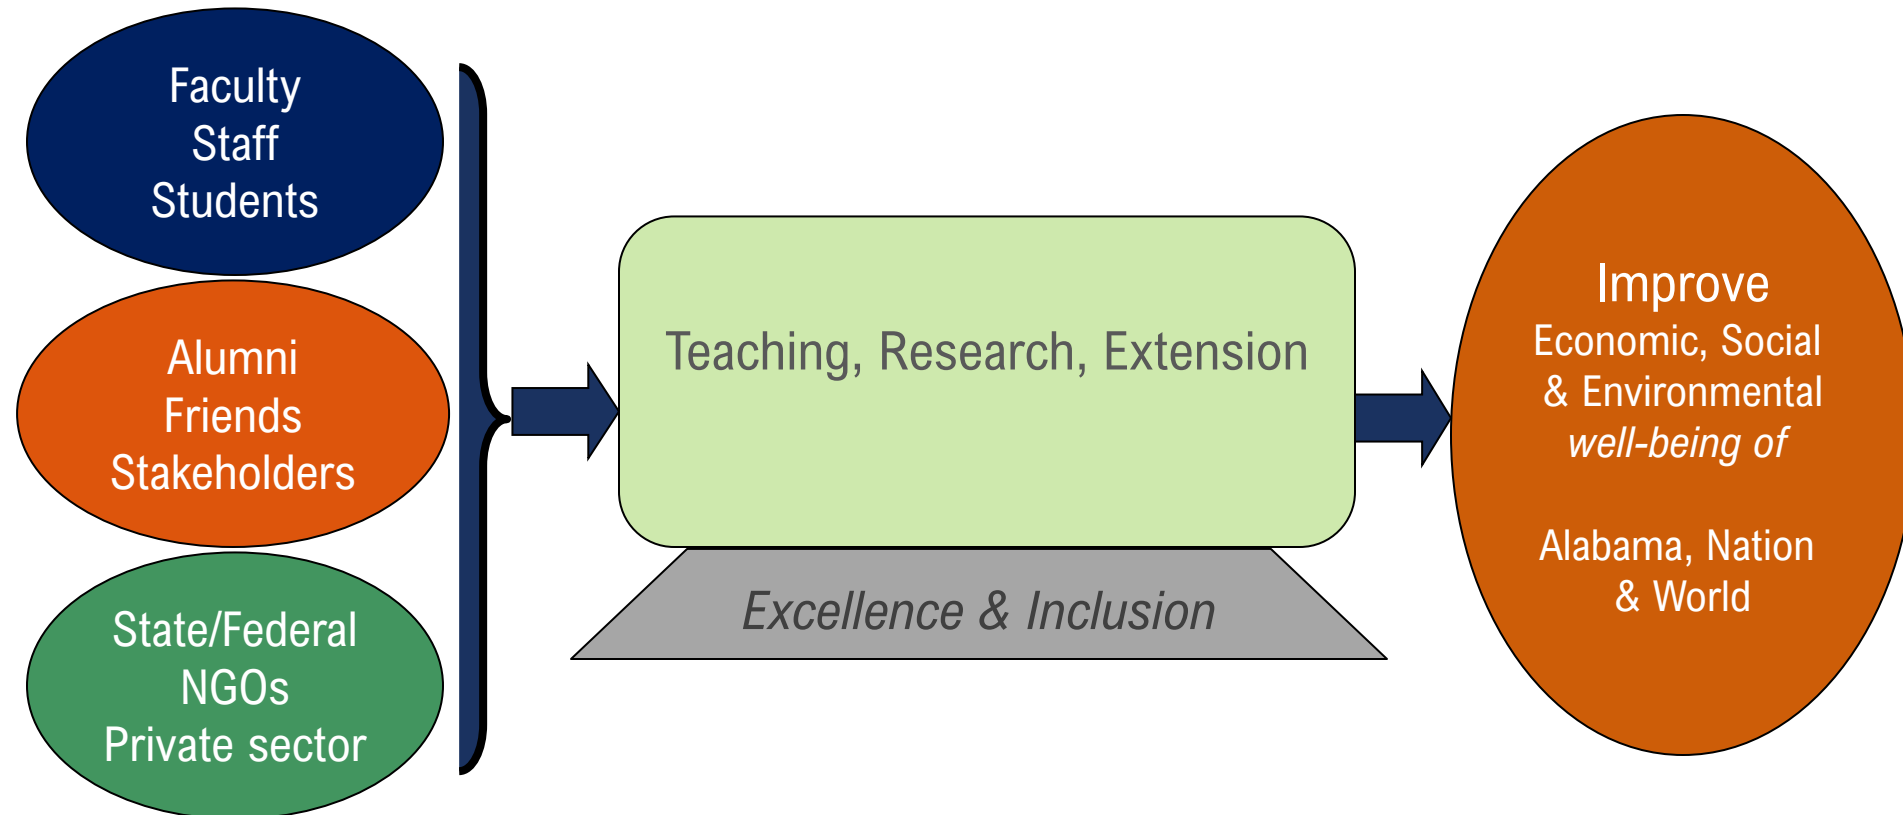 Faculty
Staff
Students
Alumni
Friends
Stakeholders
State/Federal
NGOs
Private sector
Teaching, Research, Extension
Excellence & Inclusion
Improve
Economic, Social
& Environmental
well-being of
Alabama, Nation
& World